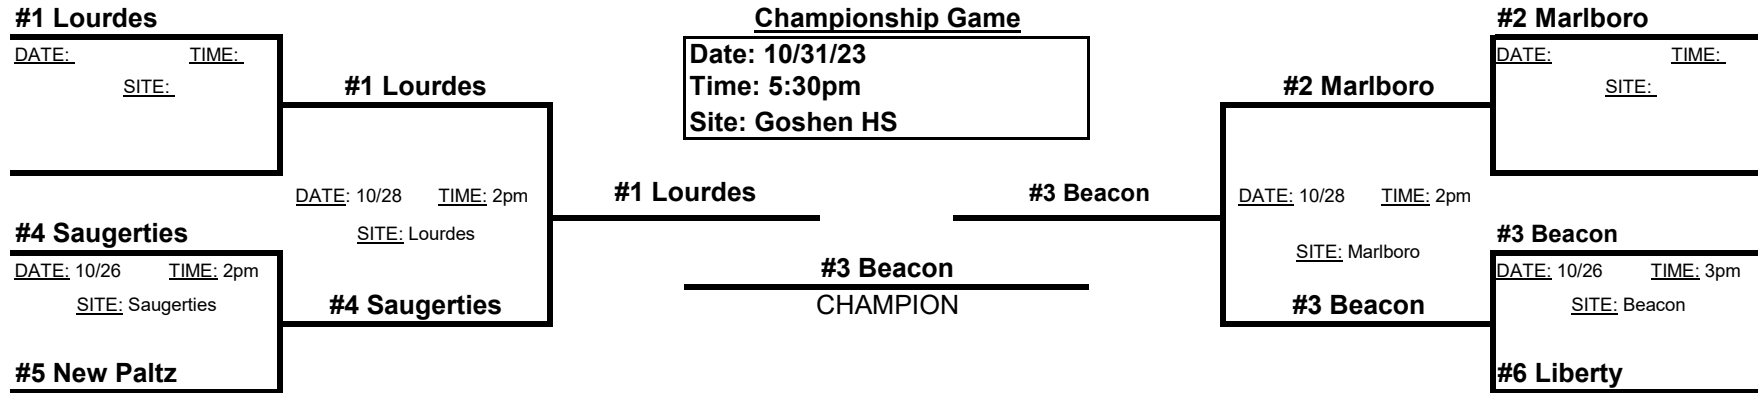 #1 Lourdes
DATE: TIME:
SITE:
#1 Lourdes
DATE: 10/28 TIME: 2pm
SITE: Lourdes
#4 Saugerties
DATE: 10/26 TIME: 2pm
SITE: Saugerties
#4 Saugerties
#5 New Paltz
Championship Game
Date: 10/31/23
Time: 5:30pm
Site: Goshen HS
#1 Lourdes
#3 Beacon
#3 Beacon
CHAMPION
#2 Marlboro
DATE: TIME:
SITE:
#2 Marlboro
DATE: 10/28 TIME: 2pm
SITE: Marlboro
#3 Beacon
DATE: 10/26 TIME: 3pm
SITE: Beacon
#3 Beacon
#6 Liberty